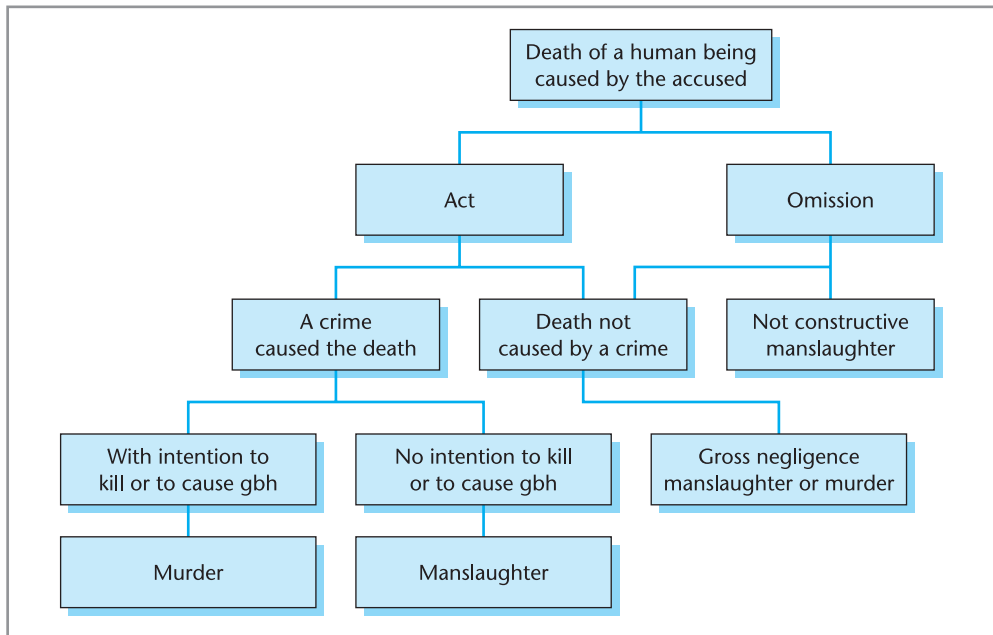 Death of a human being
caused by the accused
Act
Omission
A crime
caused the death
Death not
caused by a crime
Not constructive
manslaughter
With intention to
kill or to cause gbh
No intention to kill
or to cause gbh
Gross negligence
manslaughter or murder
Murder
Manslaughter